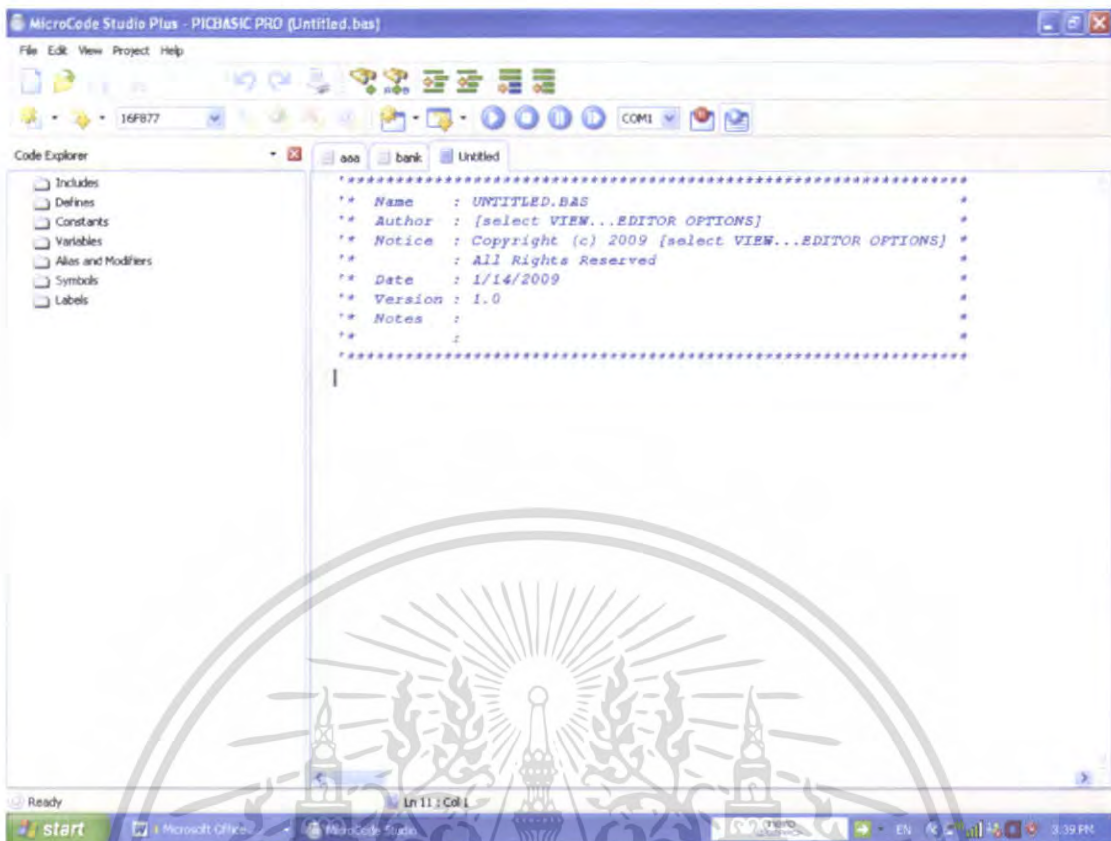 MicroCode Studio Plus - PICBASIC PRO (Untitled.bas)
File Edit View Project Help
16F877
COM1
Code Explorer
aaa bank Untitled
Includes
Defines
Constants
Variables
Alias and Modifiers
Symbols
Labels
'****************************************************************
'* Name : UNTITLED.BAS *
'* Author : [select VIEW...EDITOR OPTIONS] *
'* Notice : Copyright (c) 2009 [select VIEW...EDITOR OPTIONS] *
'* : All Rights Reserved *
'* Date : 1/14/2009 *
'* Version : 1.0 *
'* Notes : *
'* : *
'****************************************************************
Ready
Ln 11 : Col 1
start
Microsoft Office
MicroCode Studio
EN
3:39 PM